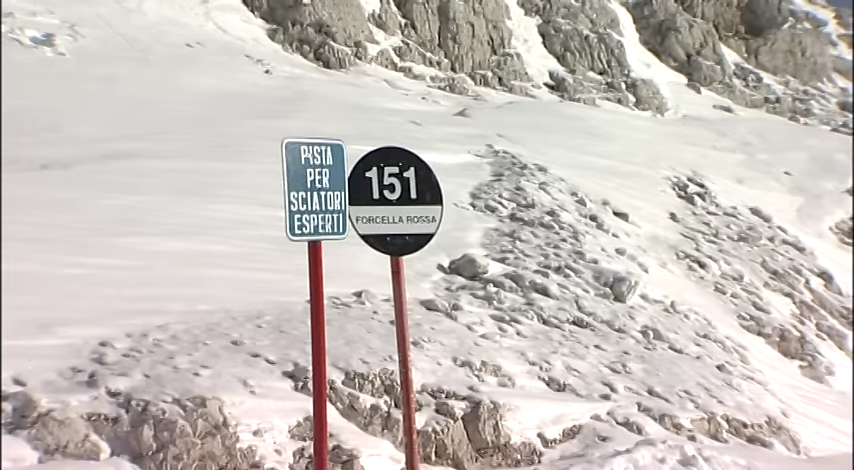 PISTA
PER
SCIATORI
ESPERTI
151
FORCELLA ROSSA